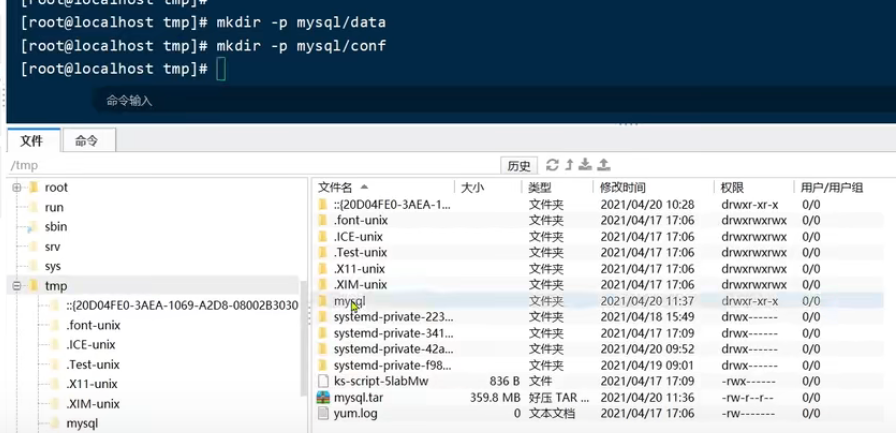 [root@localhost tmp]#
[root@localhost tmp]# mkdir -p mysql/data
[root@localhost tmp]# mkdir -p mysql/conf
[root@localhost tmp]#
命令输入
文件 命令
/tmp 历史
root
run
sbin
srv
sys
tmp
::{20D04FE0-3AEA-1069-A2D8-08002B3030
.font-unix
.ICE-unix
.Test-unix
.X11-unix
.XIM-unix
mysql
文件名 大小 类型 修改时间 权限 用户/用户组
::{20D04FE0-3AEA-1... 文件夹 2021/04/20 10:28 drwxr-xr-x 0/0
.font-unix 文件夹 2021/04/17 17:06 drwxrwxrwx 0/0
.ICE-unix 文件夹 2021/04/17 17:06 drwxrwxrwx 0/0
.Test-unix 文件夹 2021/04/17 17:06 drwxrwxrwx 0/0
.X11-unix 文件夹 2021/04/17 17:06 drwxrwxrwx 0/0
.XIM-unix 文件夹 2021/04/17 17:06 drwxrwxrwx 0/0
mysql 文件夹 2021/04/20 11:37 drwxr-xr-x 0/0
systemd-private-223... 文件夹 2021/04/18 15:49 drwx------ 0/0
systemd-private-341... 文件夹 2021/04/17 17:09 drwx------ 0/0
systemd-private-42a... 文件夹 2021/04/20 09:52 drwx------ 0/0
systemd-private-f98... 文件夹 2021/04/19 09:01 drwx------ 0/0
ks-script-5labMw 836 B 文件 2021/04/17 17:09 -rwx------ 0/0
mysql.tar 359.8 MB 好压 TAR ... 2021/04/20 11:36 -rw-r--r-- 0/0
yum.log 0 文本文档 2021/04/17 17:06 -rw------- 0/0